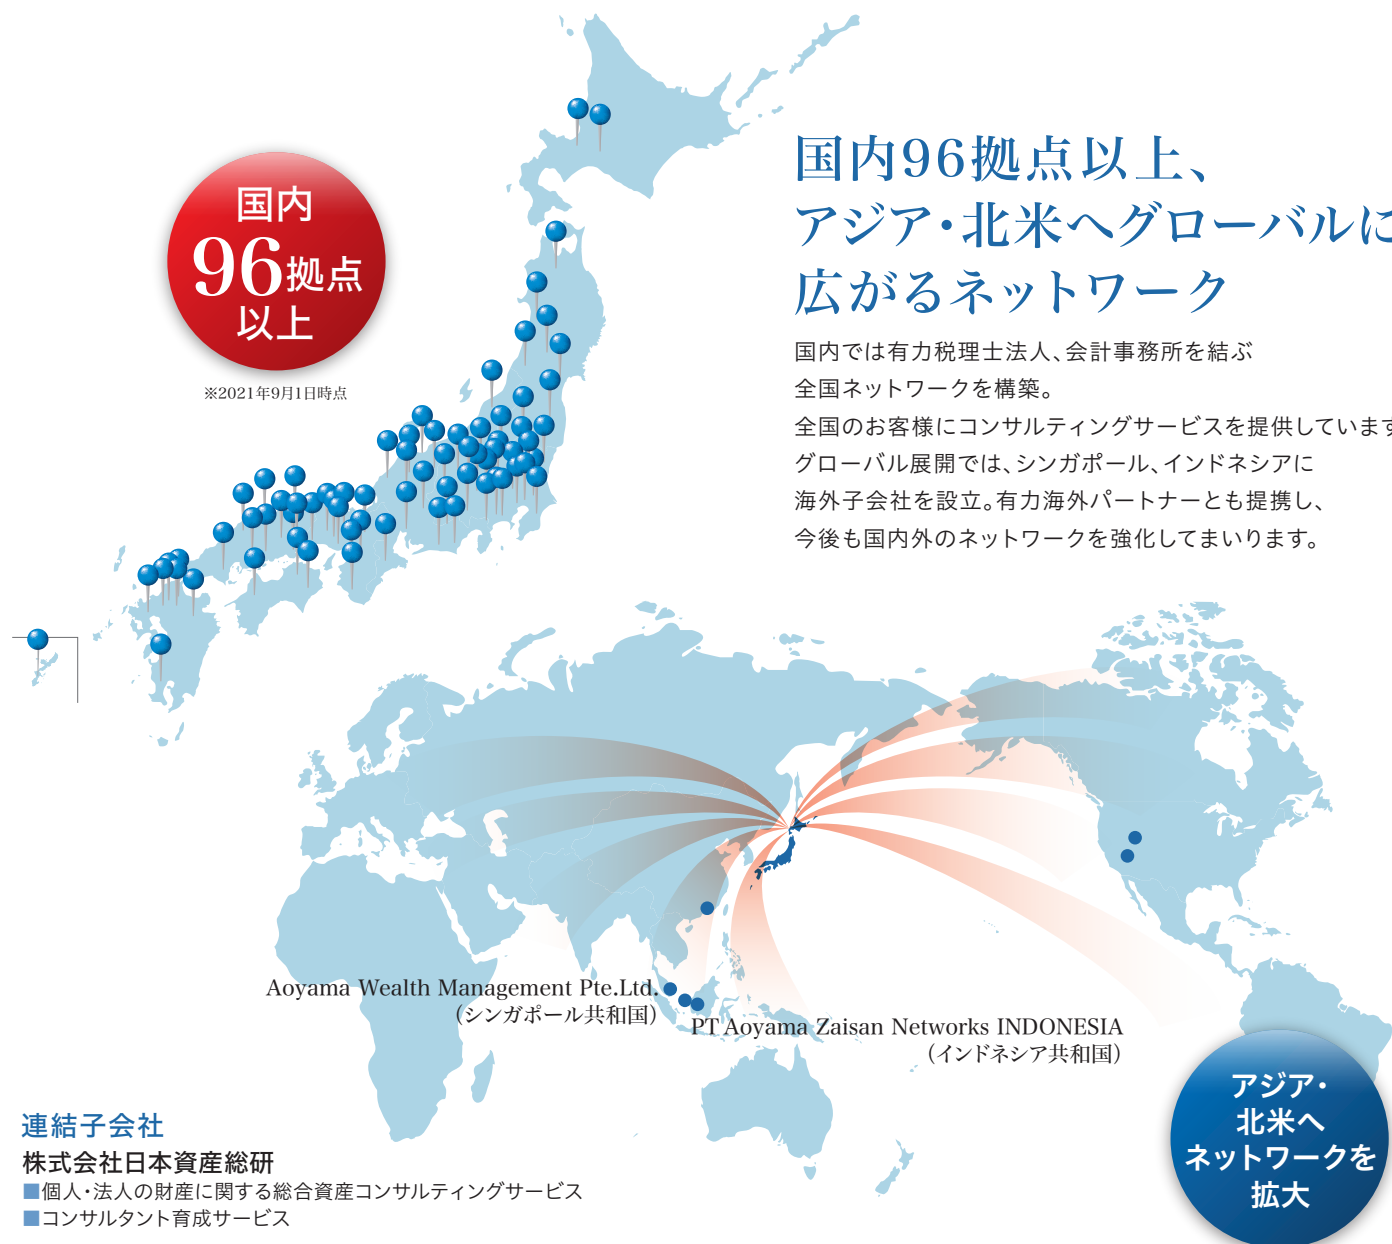 国内
96拠点
以上
※2021年9月1日時点
国内96拠点以上、
アジア・北米へグローバルに
広がるネットワーク
国内では有力税理士法人、会計事務所を結ぶ
全国ネットワークを構築。
全国のお客様にコンサルティングサービスを提供しています
グローバル展開では、シンガポール、インドネシアに
海外子会社を設立。有力海外パートナーとも提携し、
今後も国内外のネットワークを強化してまいります。
Aoyama Wealth Management Pte.Ltd.
（シンガポール共和国）
PT Aoyama Zaisan Networks INDONESIA
（インドネシア共和国）
アジア・
北米へ
ネットワークを
拡大
連結子会社
株式会社日本資産総研
■個人・法人の財産に関する総合資産コンサルティングサービス
■コンサルタント育成サービス